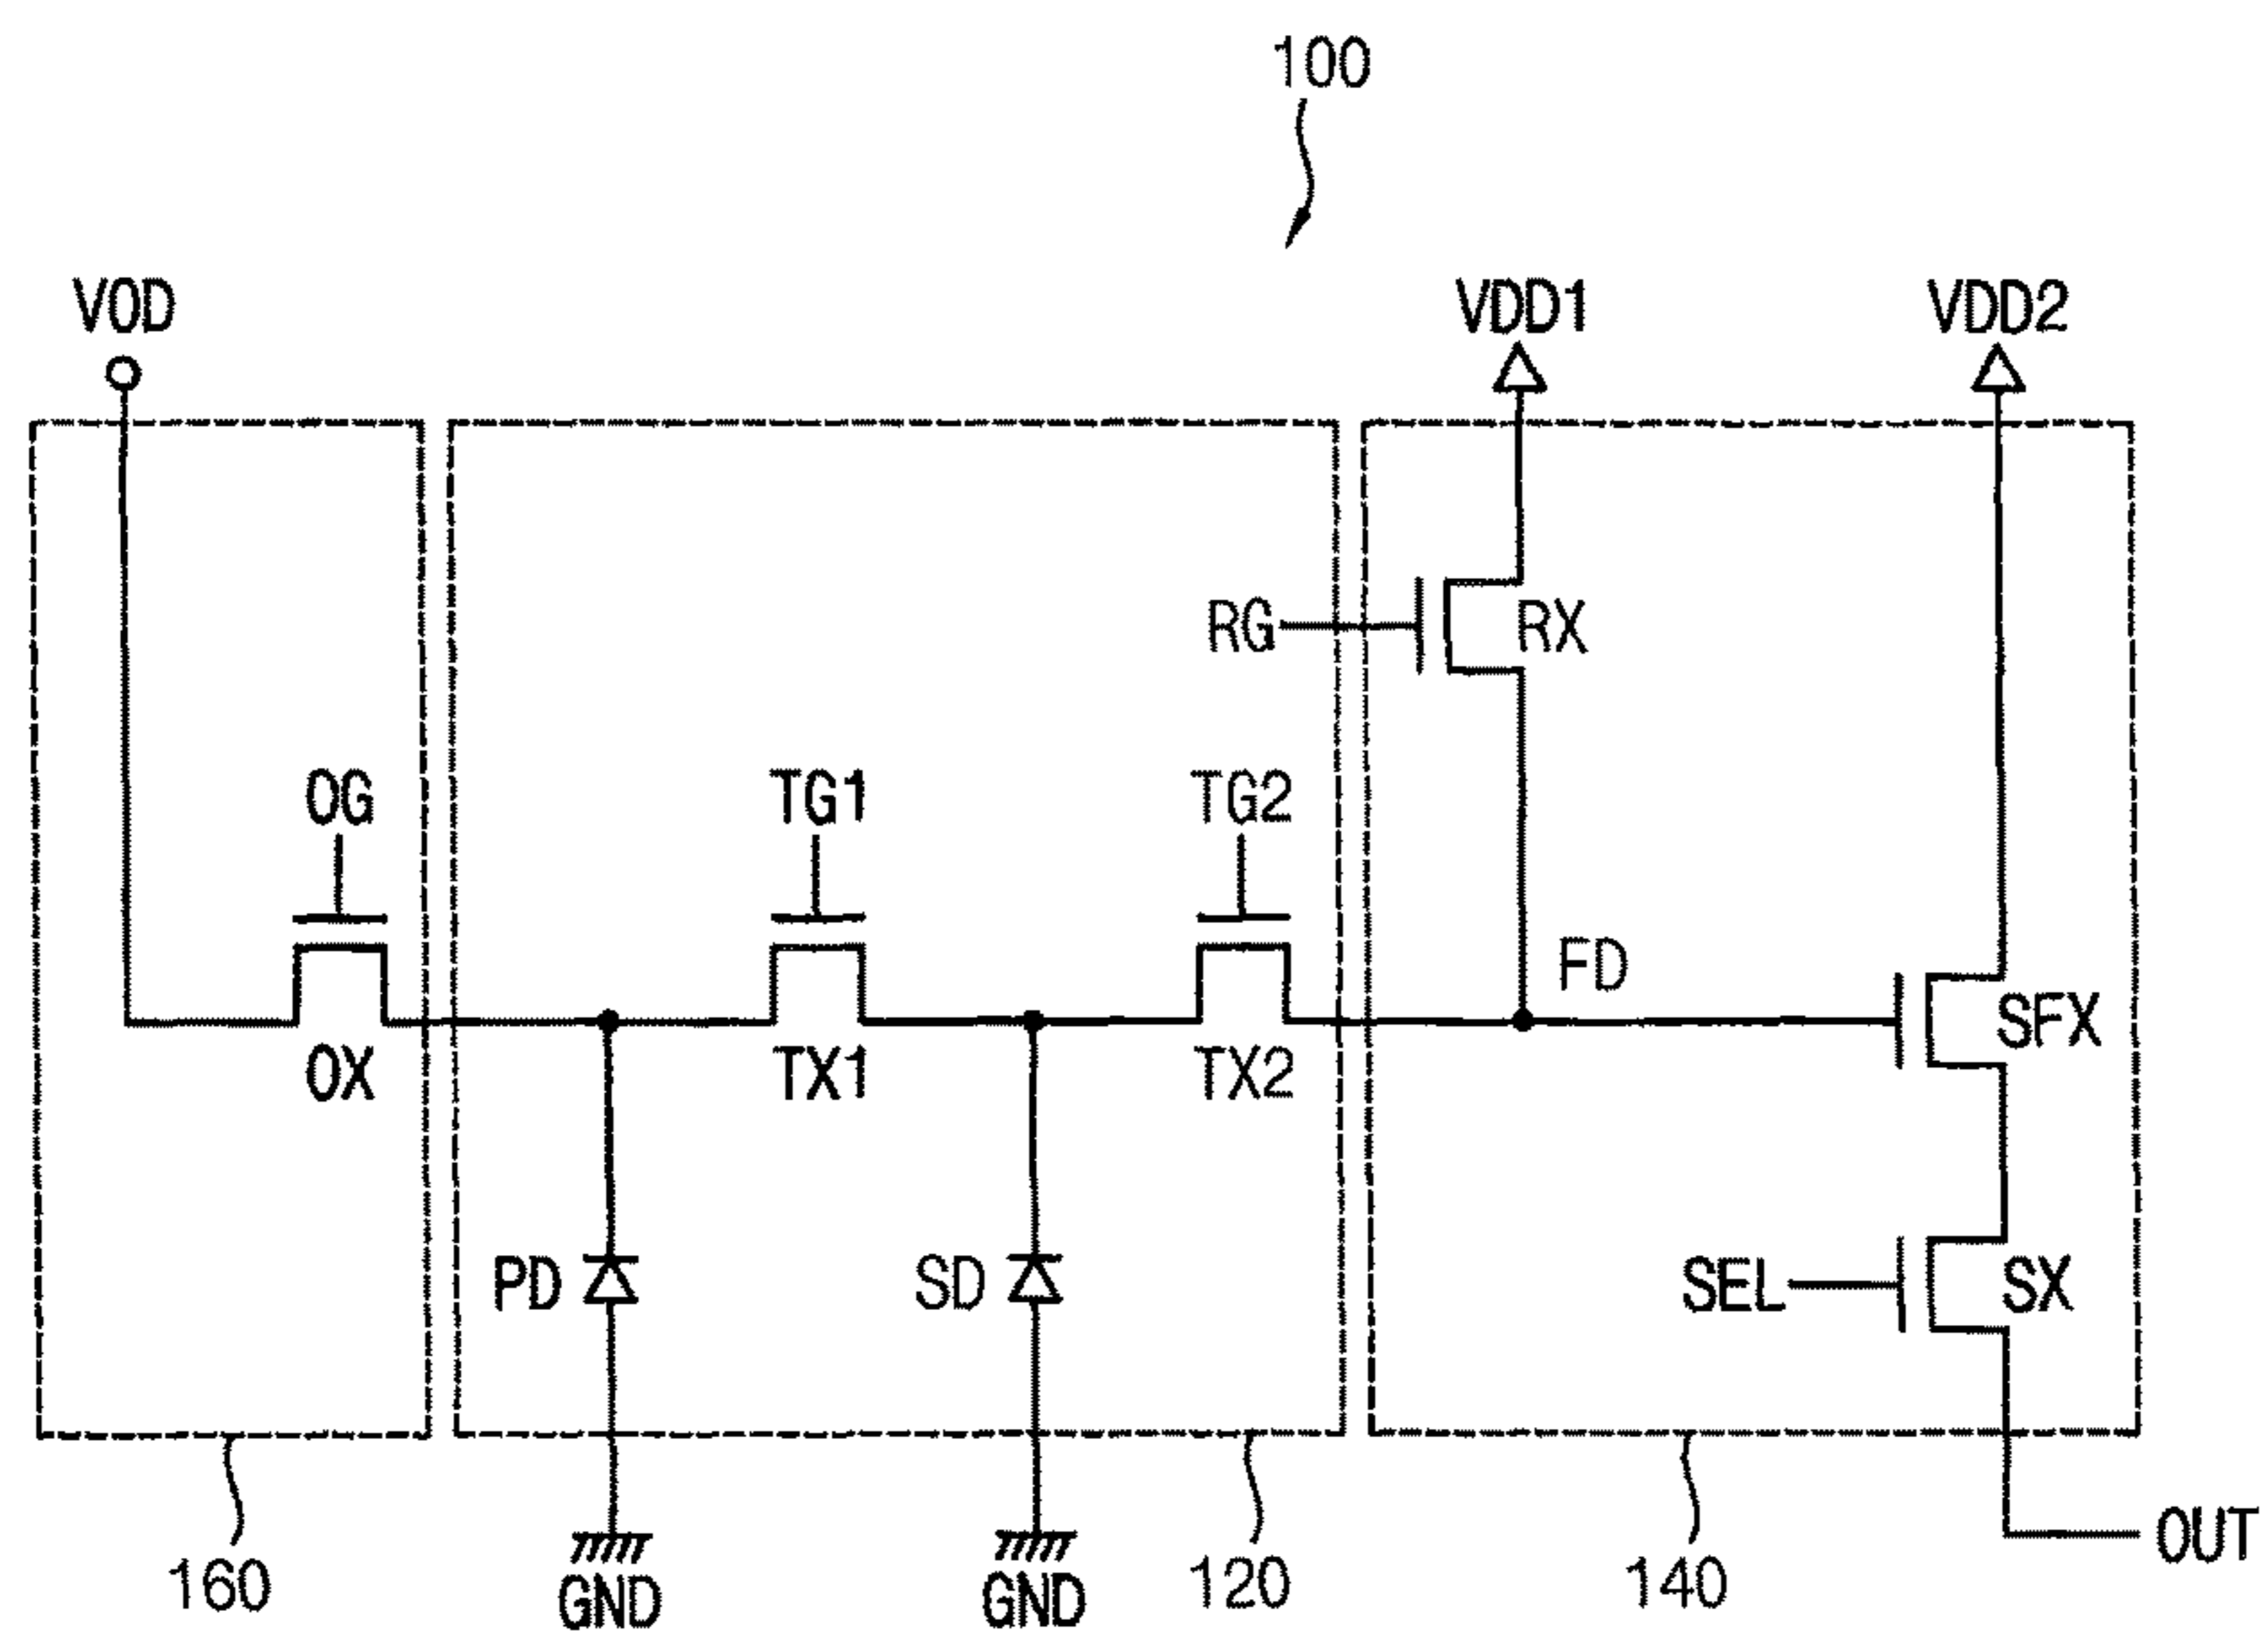 100
VOD
VDD1
VDD2
RG
RX
OG
TG1
TG2
FD
SFX
OX
TX1
TX2
PD
SD
SEL
SX
OUT
160
GND
GND
120
140